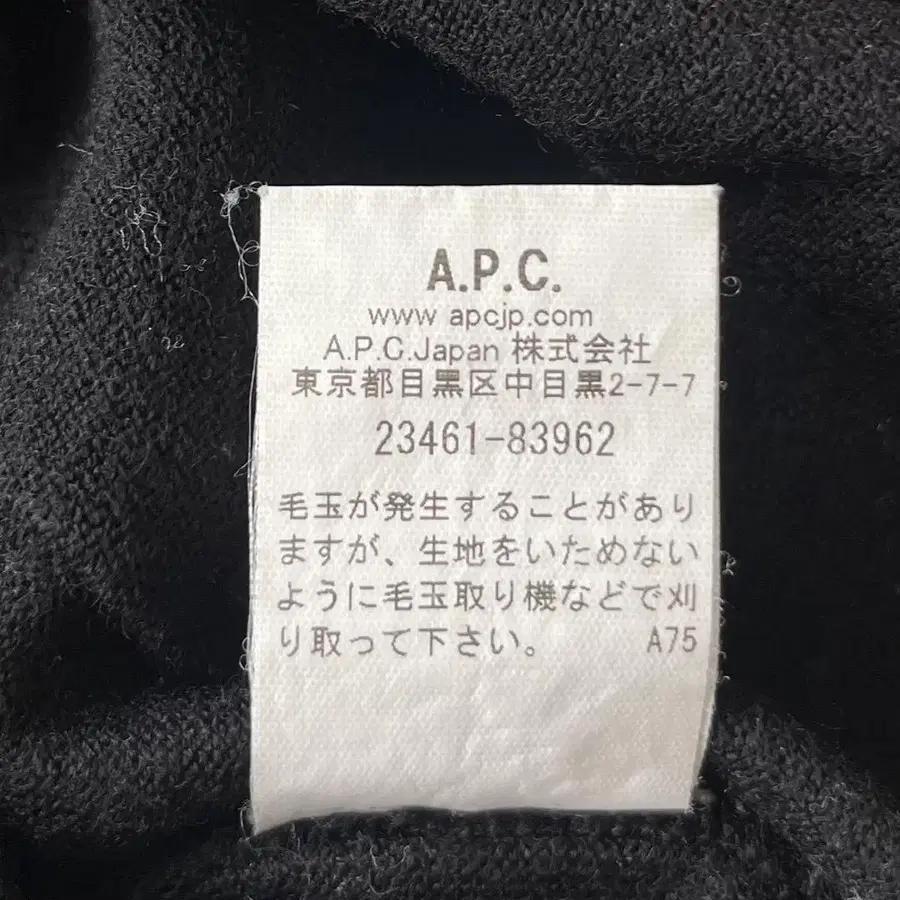 A.P.C.
www apcjp.com
A.P.C.Japan 株式会社
東京都目黒区中目黒2-7-7
23461-83962
毛玉が発生することがあり
ますが、生地をいためない
ように毛玉取り機などで刈
り取って下さい。 A75